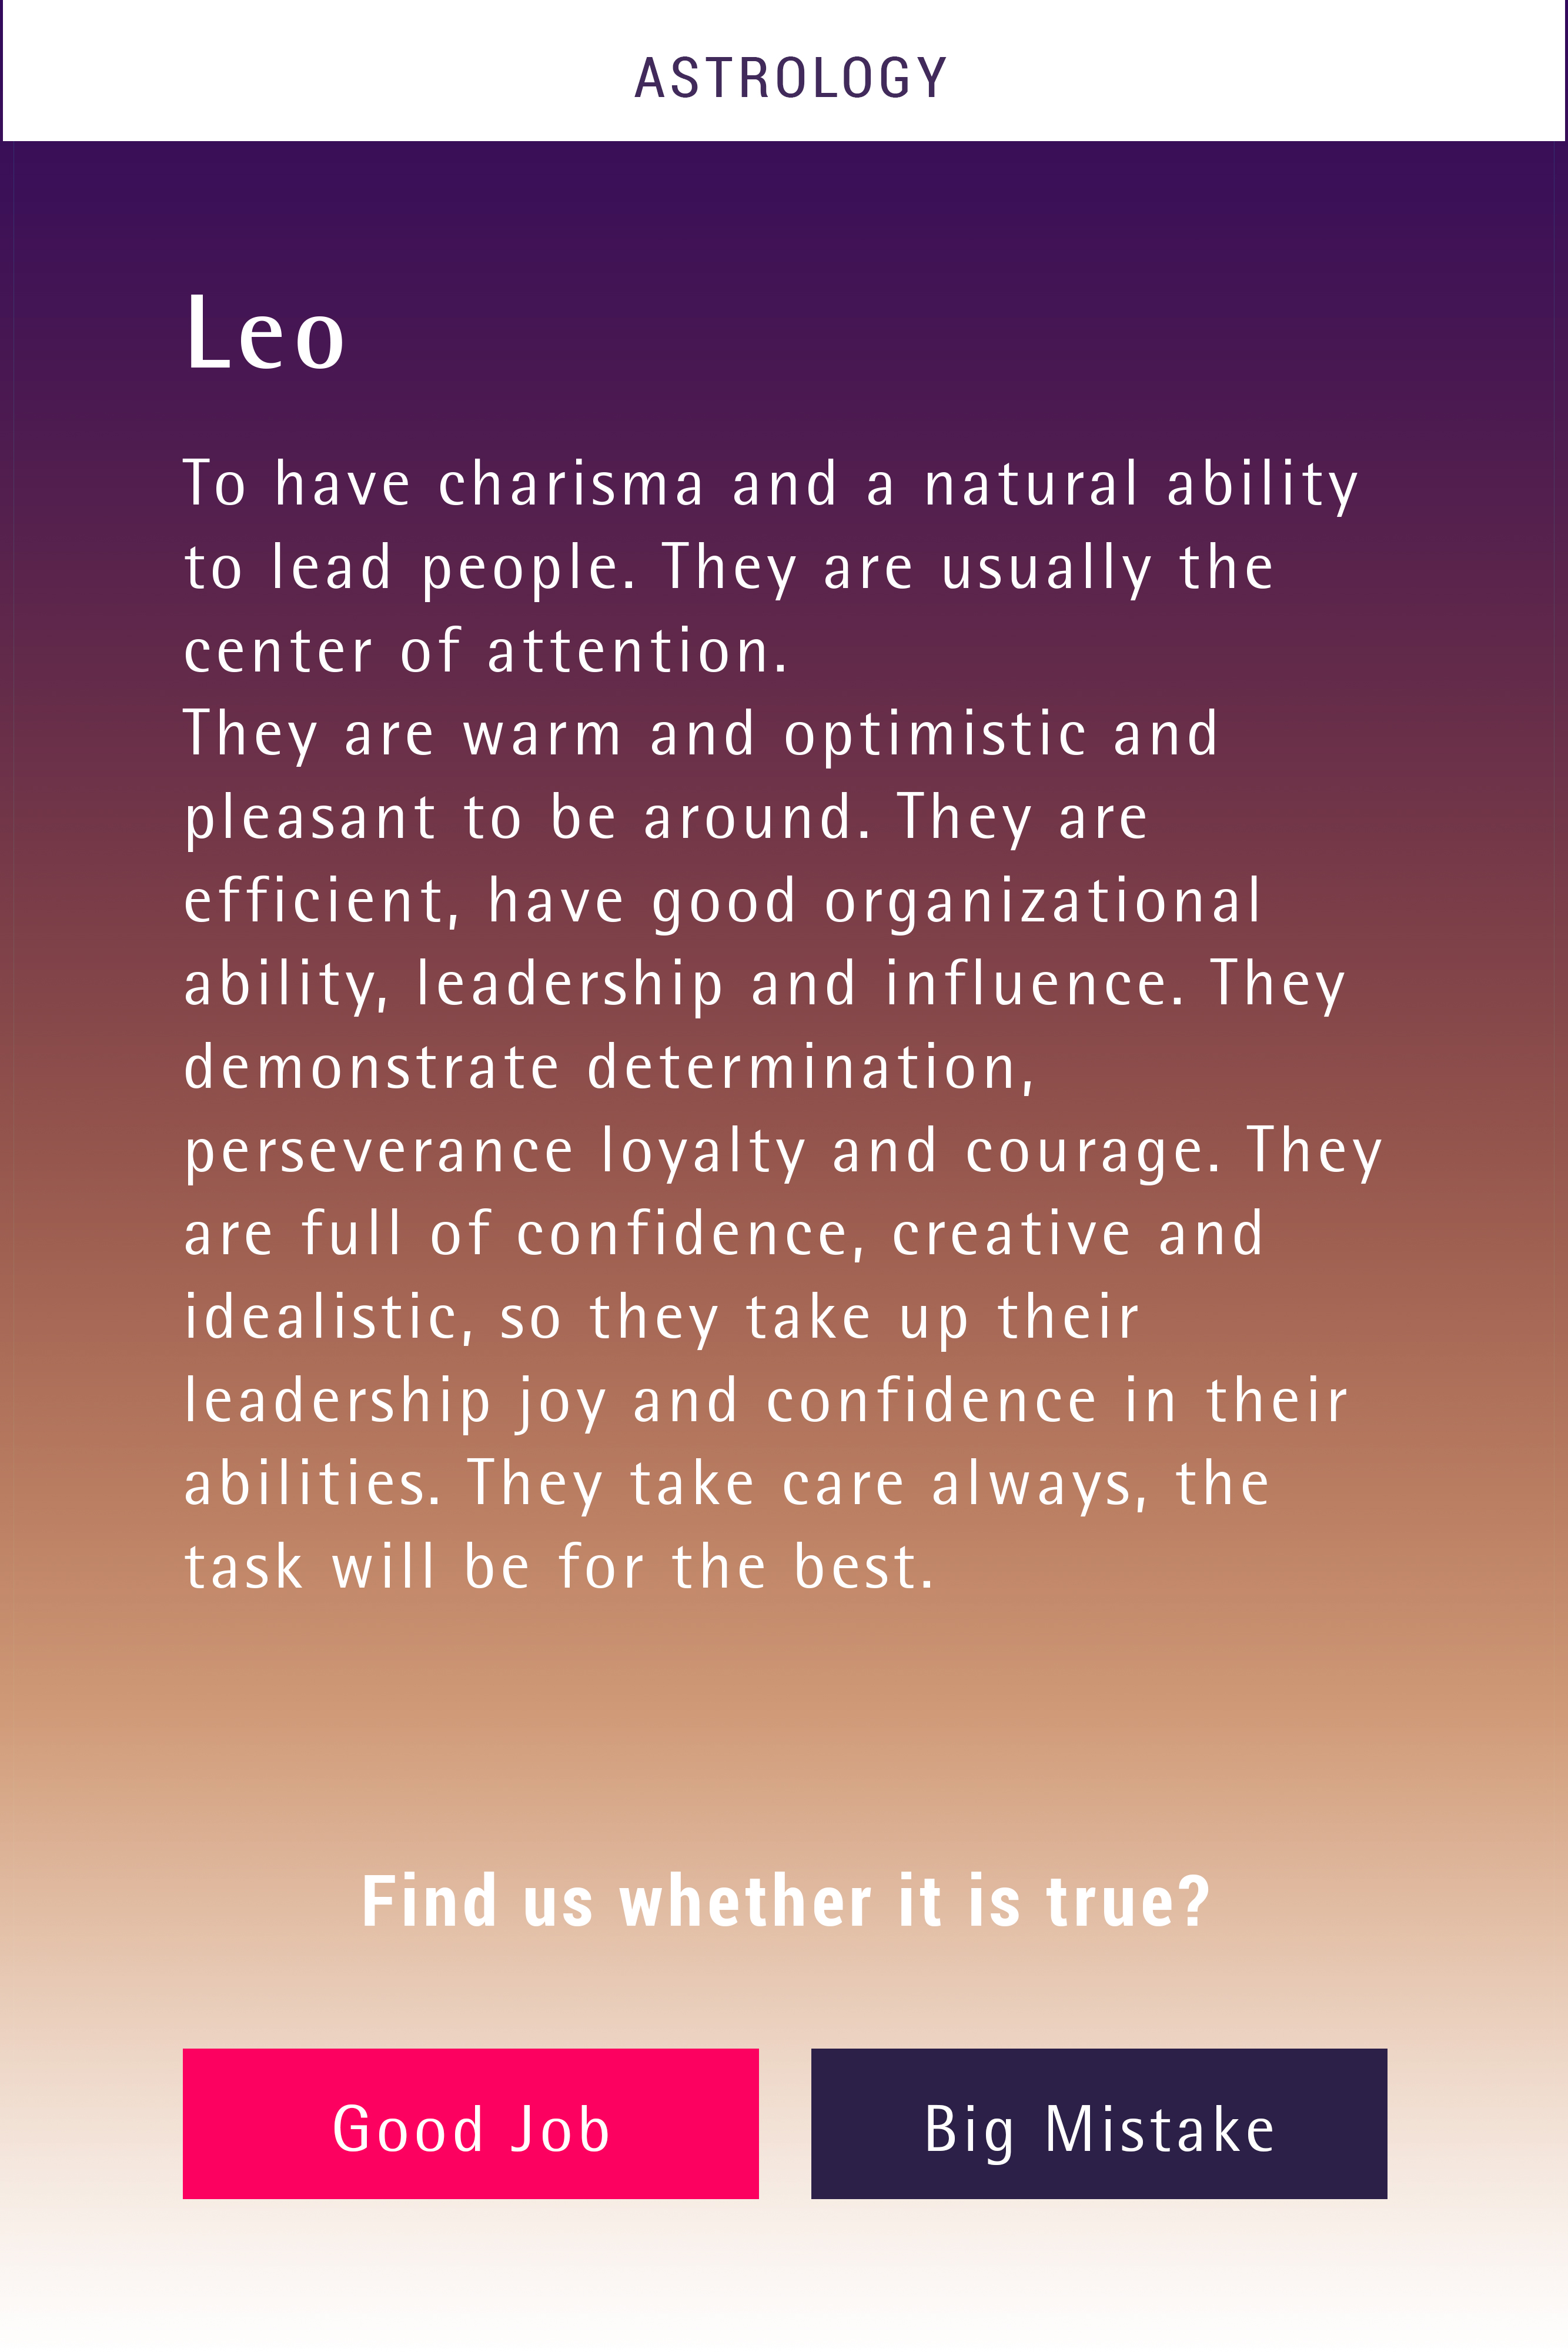 ASTROLOGY
Leo
To have charisma and a natural ability
to lead people. They are usually the
center of attention.
They are warm and optimistic and
pleasant to be around. They are
efficient, have good organizational
ability, leadership and influence. They
demonstrate determination,
perseverance loyalty and courage. They
are full of confidence, creative and
idealistic, so they take up their
leadership joy and confidence in their
abilities. They take care always, the
task will be for the best.
Find us whether it is true?
Good Job
Big Mistake